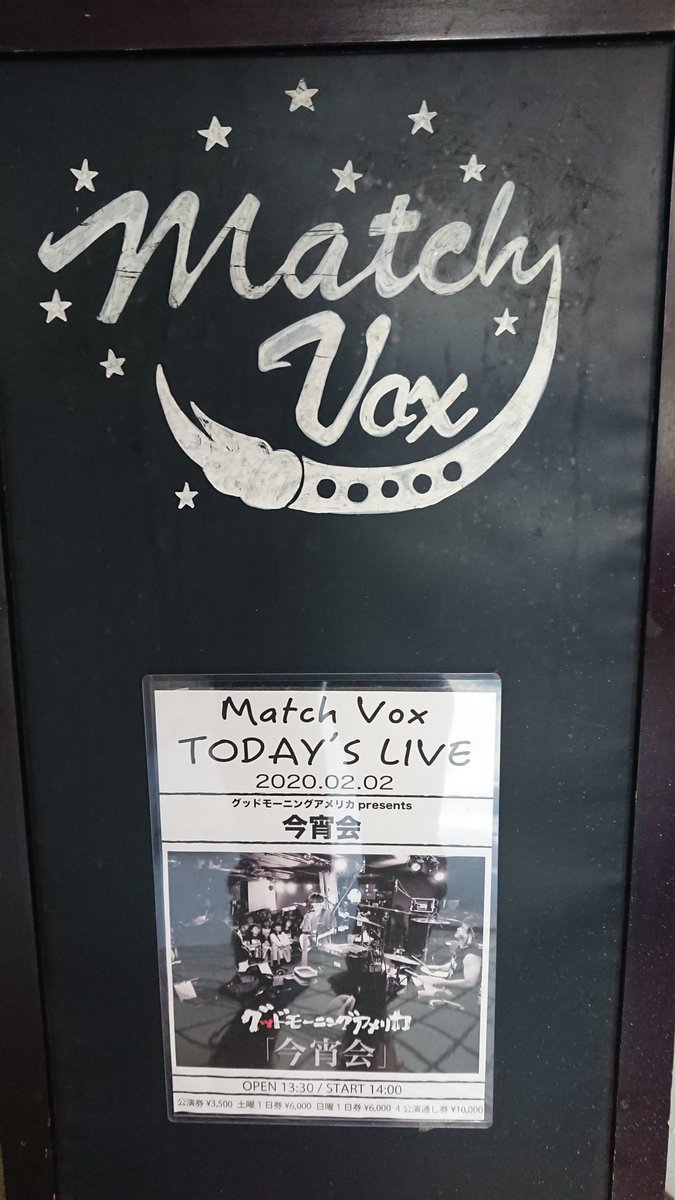 Match
Vox
Match Vox
TODAY'S LIVE
2020.02.02
グッドモーニングアメリカ presents
今宵会
グッドモーニングアメリカ
「今宵会」
OPEN 13:30 / START 14:00
公演券 ¥3,500 土曜1日券 ¥6,000 日曜1日券 ¥6,000 4公演通し券 ¥10,000